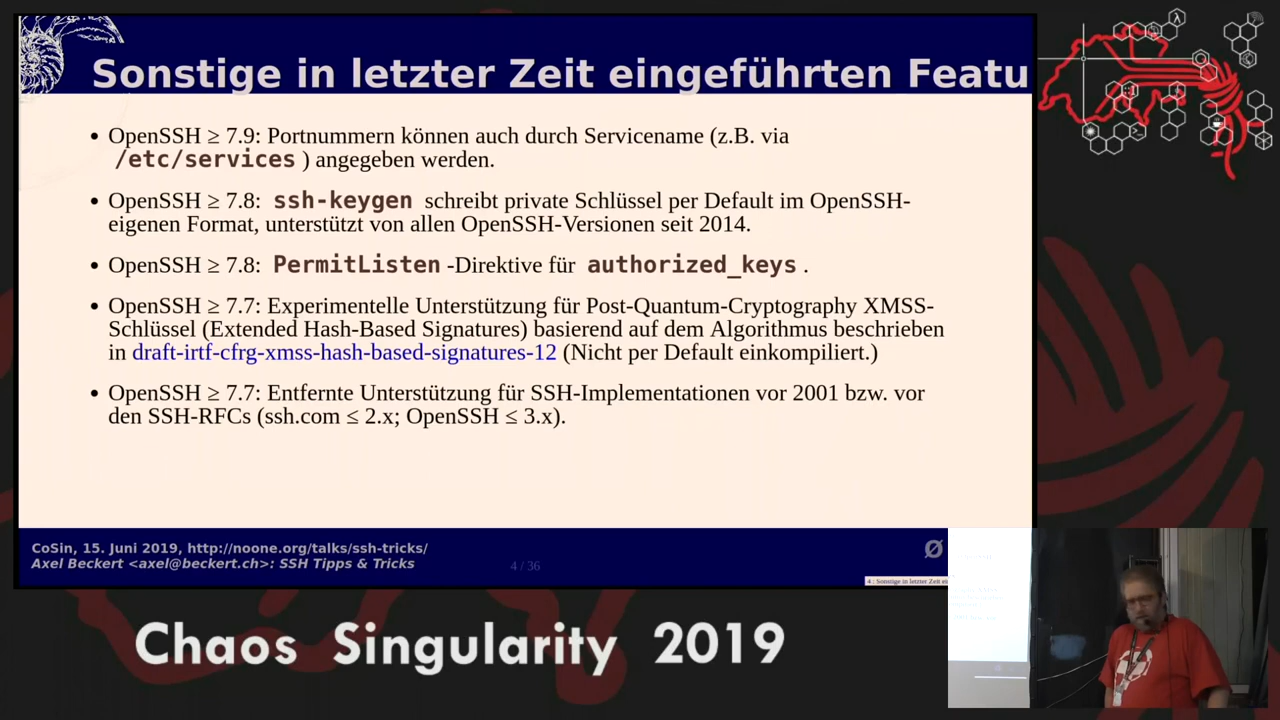 Sonstige in letzter Zeit eingeführten Featu
• OpenSSH ≥ 7.9: Portnummern können auch durch Servicename (z.B. via
/etc/services ) angegeben werden.
• OpenSSH ≥ 7.8: ssh-keygen schreibt private Schlüssel per Default im OpenSSH-
eigenen Format, unterstützt von allen OpenSSH-Versionen seit 2014.
• OpenSSH ≥ 7.8: PermitListen -Direktive für authorized_keys .
• OpenSSH ≥ 7.7: Experimentelle Unterstützung für Post-Quantum-Cryptography XMSS-
Schlüssel (Extended Hash-Based Signatures) basierend auf dem Algorithmus beschrieben
in draft-irtf-cfrg-xmss-hash-based-signatures-12 (Nicht per Default einkompiliert.)
• OpenSSH ≥ 7.7: Entfernte Unterstützung für SSH-Implementationen vor 2001 bzw. vor
den SSH-RFCs (ssh.com ≤ 2.x; OpenSSH ≤ 3.x).
CoSin, 15. Juni 2019, http://noone.org/talks/ssh-tricks/
Axel Beckert <axel@beckert.ch>: SSH Tipps & Tricks
4 / 36
Ø
4 : Sonstige in letzter Zeit ei
Chaos Singularity 2019